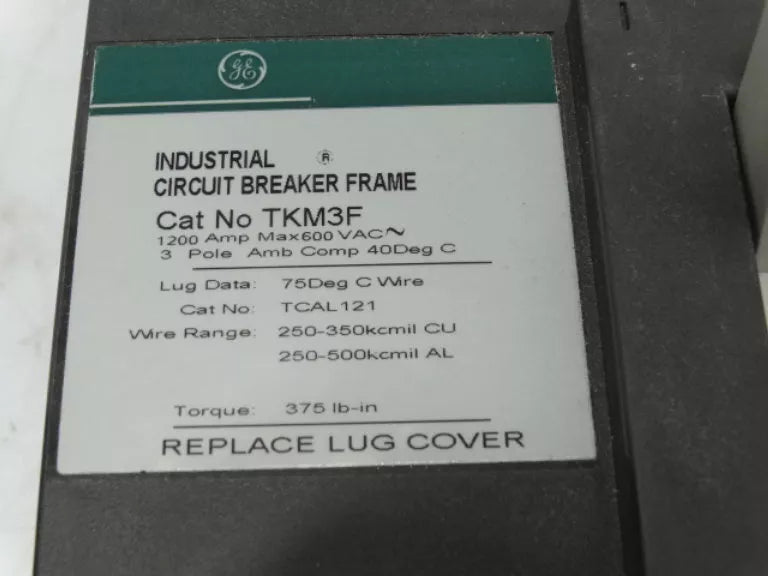 GE
INDUSTRIAL ®
CIRCUIT BREAKER FRAME
Cat No TKM3F
1200 Amp Max600 VAC~
3 Pole Amb Comp 40Deg C
Lug Data: 75Deg C Wire
Cat No: TCAL121
Wire Range: 250-350kcmil CU
250-500kcmil AL
Torque: 375 lb-in
REPLACE LUG COVER